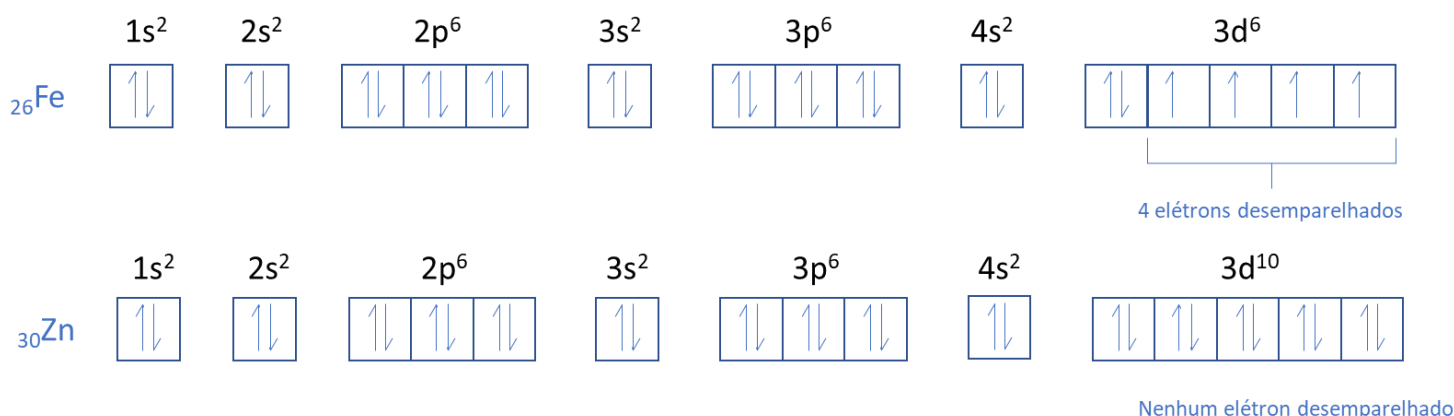 1s² 2s² 2p⁶ 3s² 3p⁶ 4s² 3d⁶
₂₆Fe
4 elétrons desemparelhados
1s² 2s² 2p⁶ 3s² 3p⁶ 4s² 3d¹⁰
₃₀Zn
Nenhum elétron desemparelhado